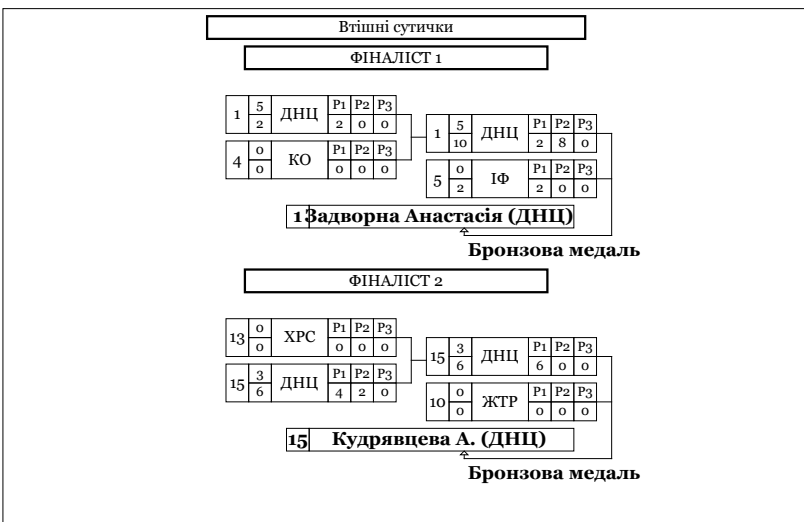 Втішні сутички
ФІНАЛІСТ 1
1 5 ДНЦ P1 P2 P3
2 2 0 0
4 0 КО P1 P2 P3
0 0 0 0
1 5 ДНЦ P1 P2 P3
10 2 8 0
5 0 ІФ P1 P2 P3
2 2 0 0
1 Задворна Анастасія (ДНЦ)
Бронзова медаль
ФІНАЛІСТ 2
13 0 ХРС P1 P2 P3
0 0 0 0
15 3 ДНЦ P1 P2 P3
6 4 2 0
15 3 ДНЦ P1 P2 P3
6 6 0 0
10 0 ЖТР P1 P2 P3
0 0 0 0
15 Кудрявцева А. (ДНЦ)
Бронзова медаль